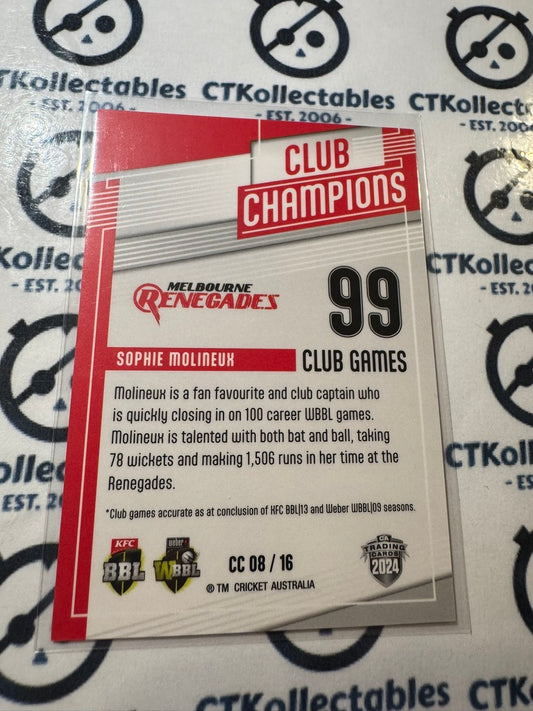 CTKollectables CTKollectables CTKollect
- EST. 2006 - - EST. 2006 - - EST. 2006
CLUB
CHAMPIONS
MELBOURNE
RENEGADES
99
SOPHIE MOLINEUX
CLUB GAMES
Molineux is a fan favourite and club captain who
is quickly closing in on 100 career WBBL games.
Molineux is talented with both bat and ball, taking
78 wickets and making 1,506 runs in her time at the
Renegades.
*Club games accurate as at conclusion of KFC BBL|13 and Weber WBBL|09 seasons.
KFC
BBL
weber
WBBL
CC 08 / 16
® TM CRICKET AUSTRALIA
CA
TRADING
CARDS
2024
CTKollectables CTKoll